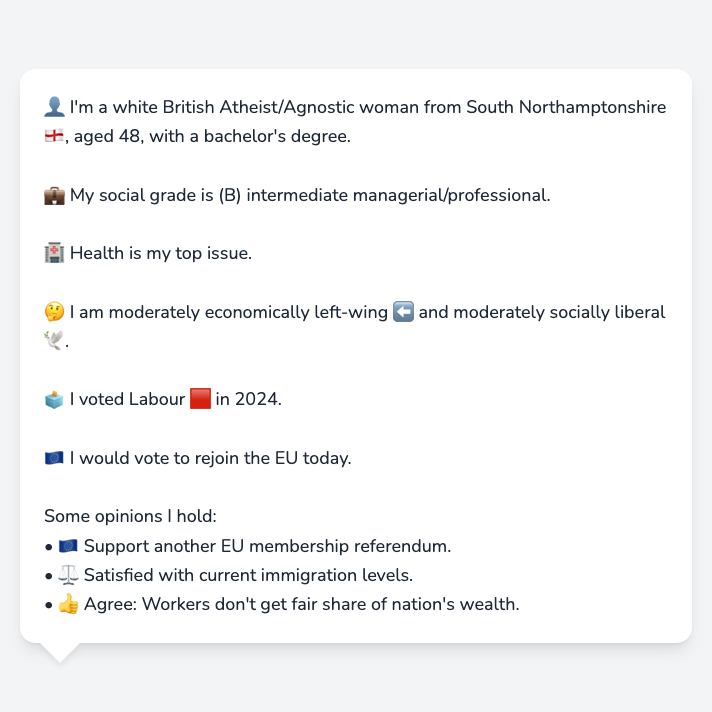 👤 I'm a white British Atheist/Agnostic woman from South Northamptonshire
🏴󠁧󠁢󠁥󠁮󠁧󠁿, aged 48, with a bachelor's degree.
💼 My social grade is (B) intermediate managerial/professional.
🏥 Health is my top issue.
🤔 I am moderately economically left-wing ⬅️ and moderately socially liberal
🕊️.
🗳️ I voted Labour 🟥 in 2024.
🇪🇺 I would vote to rejoin the EU today.
Some opinions I hold:
• 🇪🇺 Support another EU membership referendum.
• ⚖️ Satisfied with current immigration levels.
• 👍 Agree: Workers don't get fair share of nation's wealth.